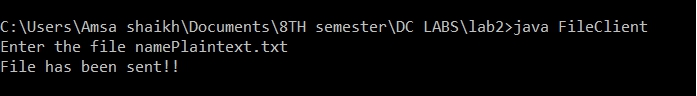 C:\Users\Amsa shaikh\Documents\8TH semester\DC LABS\lab2>java FileClient
Enter the file namePlaintext.txt
File has been sent!!